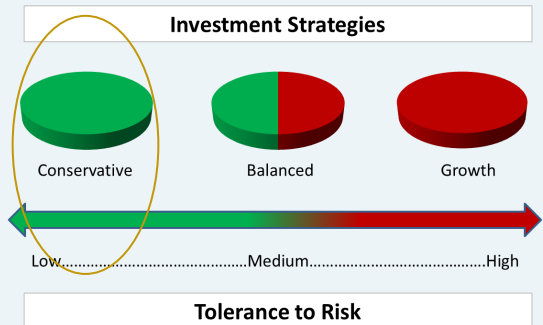 Investment Strategies
Conservative Balanced Growth
Low..............................................Medium............................................High
Tolerance to Risk